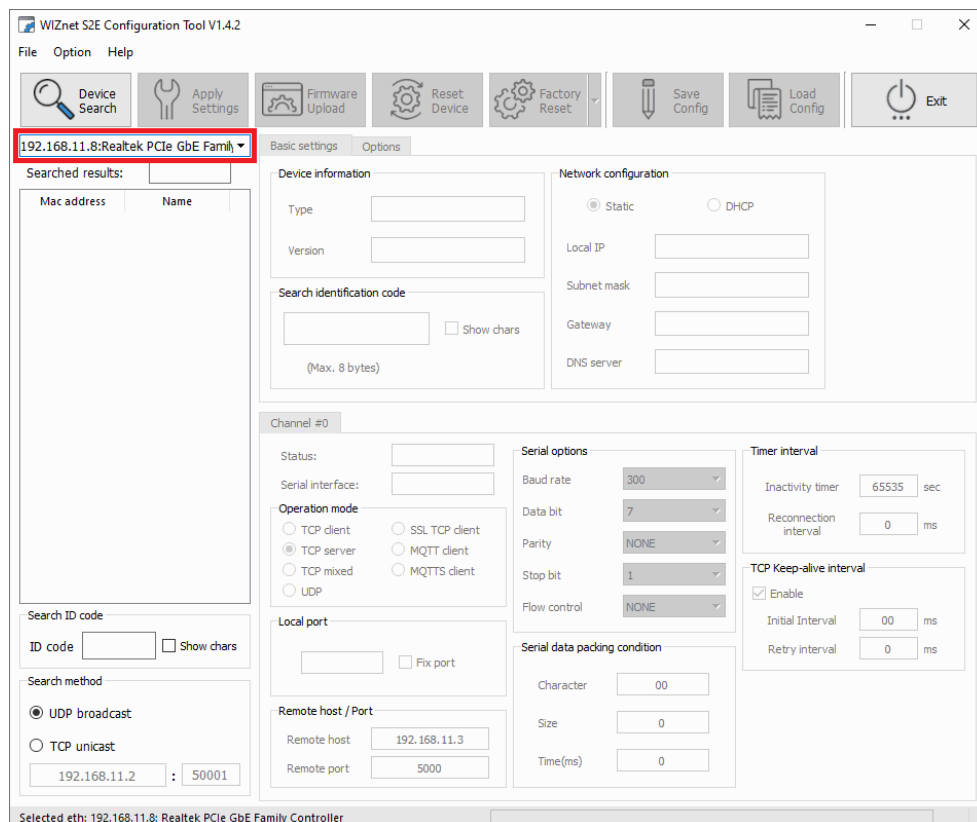 WIZnet S2E Configuration Tool V1.4.2
File Option Help
Device Search
Apply Settings
Firmware Upload
Reset Device
Factory Reset
Save Config
Load Config
Exit
192.168.11.8:Realtek PCIe GbE Family
Searched results:
Mac address Name
Search ID code
ID code Show chars
Search method
UDP broadcast
TCP unicast
192.168.11.2 : 50001
Basic settings Options
Device information
Type
Version
Search identification code
Show chars
(Max. 8 bytes)
Network configuration
Static DHCP
Local IP
Subnet mask
Gateway
DNS server
Channel #0
Status:
Serial interface:
Operation mode
TCP client SSL TCP client
TCP server MQTT client
TCP mixed MQTTS client
UDP
Local port
Fix port
Remote host / Port
Remote host 192.168.11.3
Remote port 5000
Serial options
Baud rate 300
Data bit 7
Parity NONE
Stop bit 1
Flow control NONE
Serial data packing condition
Character 00
Size 0
Time(ms) 0
Timer interval
Inactivity timer 65535 sec
Reconnection interval 0 ms
TCP Keep-alive interval
Enable
Initial Interval 00 ms
Retry interval 0 ms
Selected eth: 192.168.11.8: Realtek PCIe GbE Family Controller